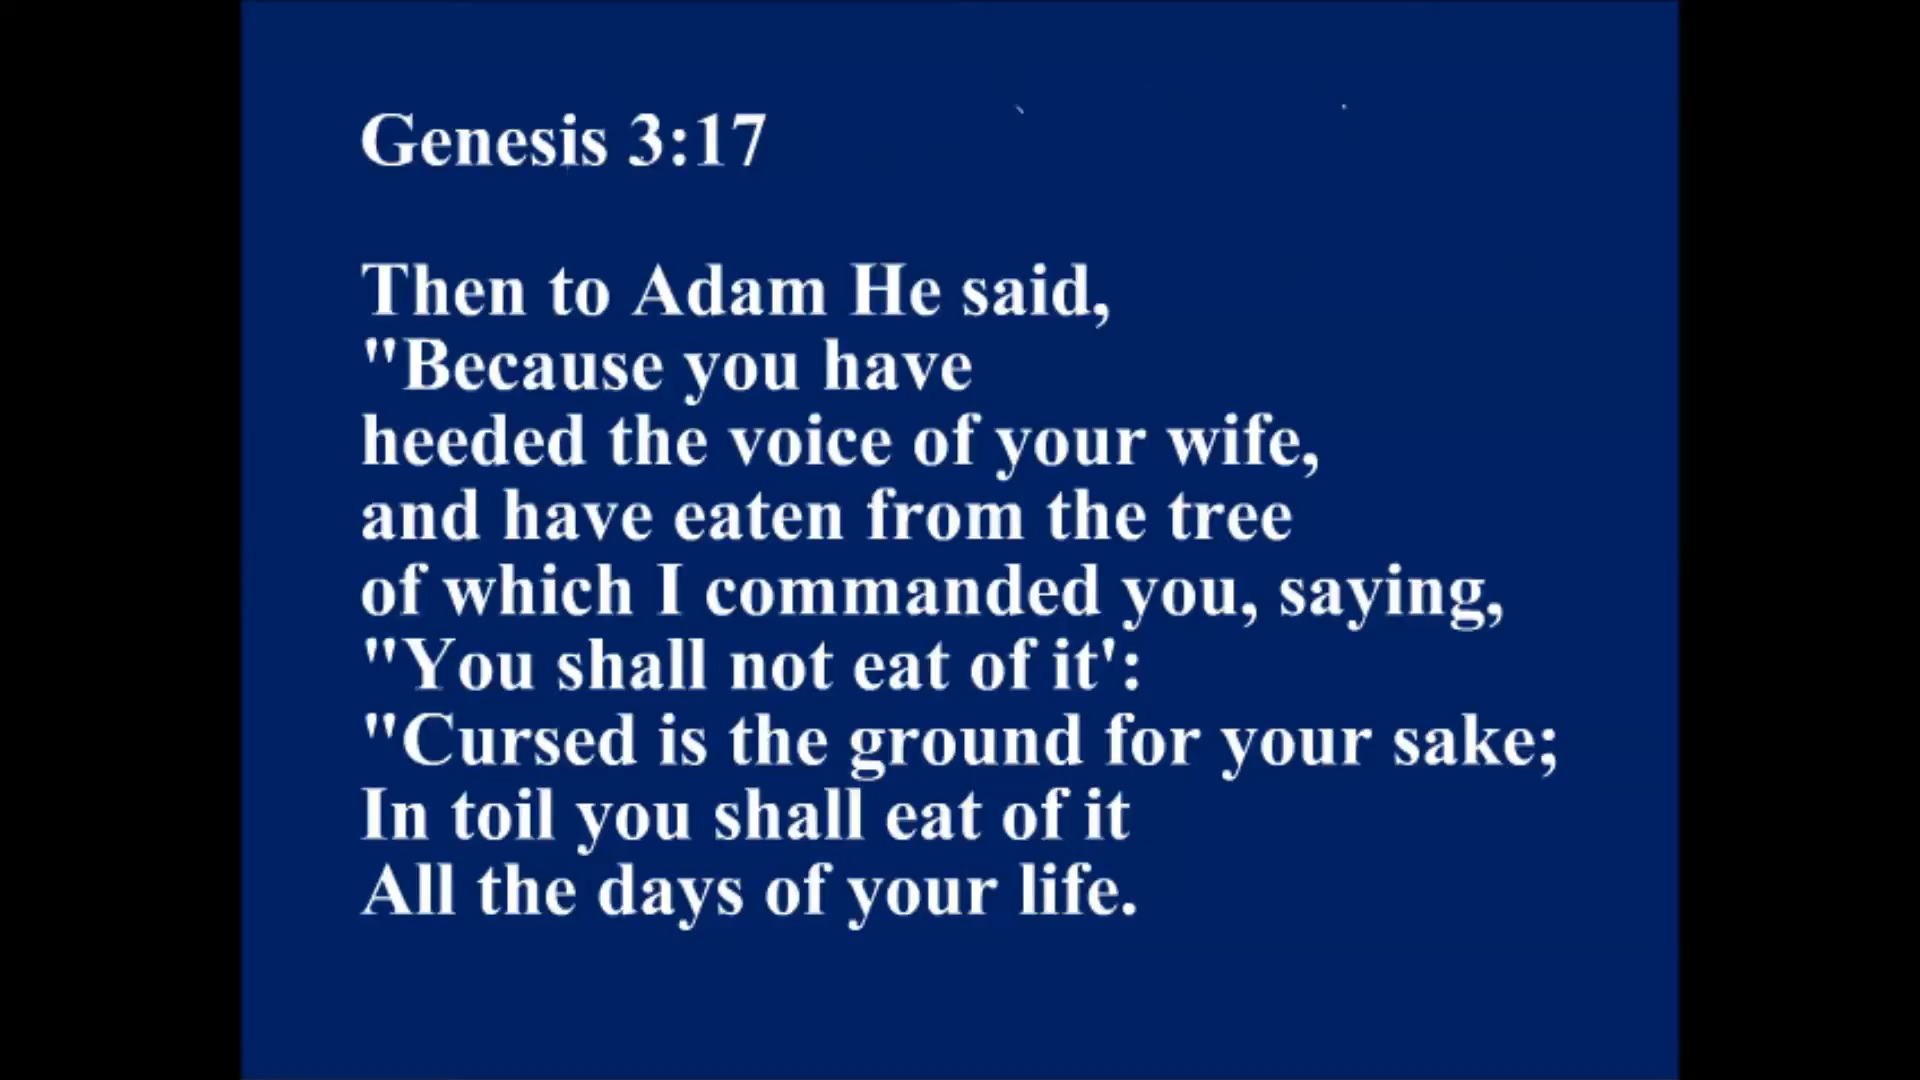 Genesis 3:17
Then to Adam He said,
"Because you have
heeded the voice of your wife,
and have eaten from the tree
of which I commanded you, saying,
"You shall not eat of it':
"Cursed is the ground for your sake;
In toil you shall eat of it
All the days of your life.